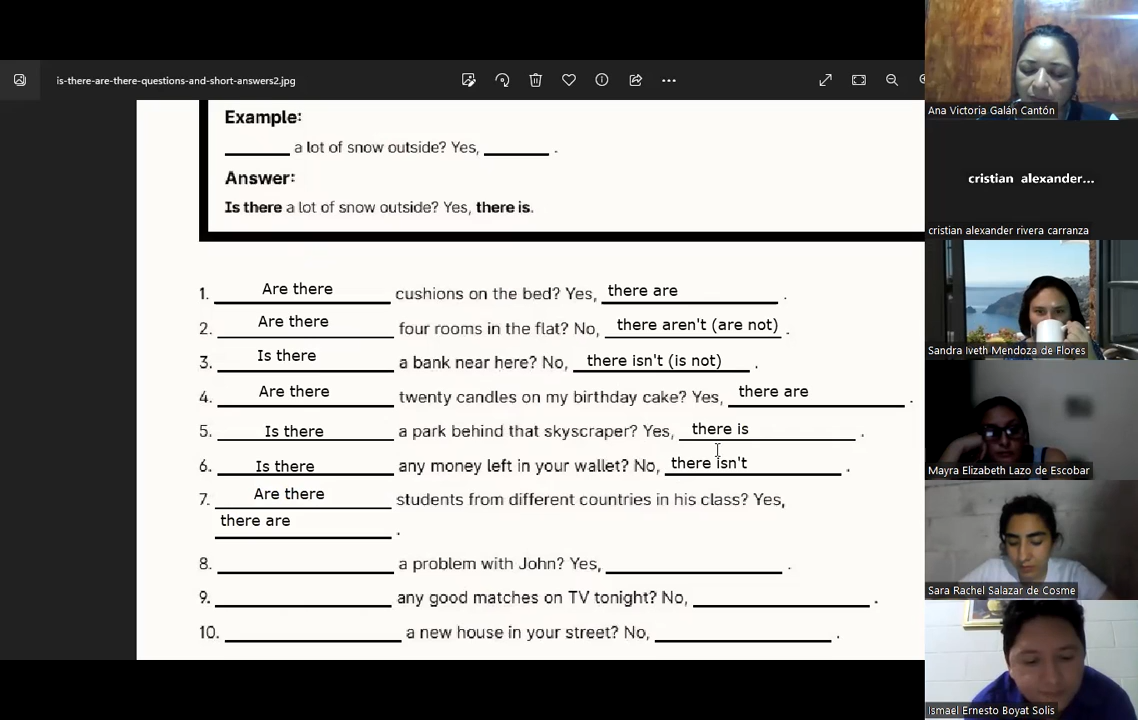 is-there-are-there-questions-and-short-answers2.jpg
Example:
________ a lot of snow outside? Yes, ________ .
Answer:
Is there a lot of snow outside? Yes, there is.
1. Are there cushions on the bed? Yes, there are .
2. Are there four rooms in the flat? No, there aren't (are not) .
3. Is there a bank near here? No, there isn't (is not) .
4. Are there twenty candles on my birthday cake? Yes, there are .
5. Is there a park behind that skyscraper? Yes, there is .
6. Is there any money left in your wallet? No, there isn't .
7. Are there students from different countries in his class? Yes,
there are .
8. ________ a problem with John? Yes, ________ .
9. ________ any good matches on TV tonight? No, ________ .
10. ________ a new house in your street? No, ________ .
Ana Victoria Galán Cantón
cristian alexander...
cristian alexander rivera carranza
Sandra Iveth Mendoza de Flores
Mayra Elizabeth Lazo de Escobar
Sara Rachel Salazar de Cosme
Ismael Ernesto Boyat Solis